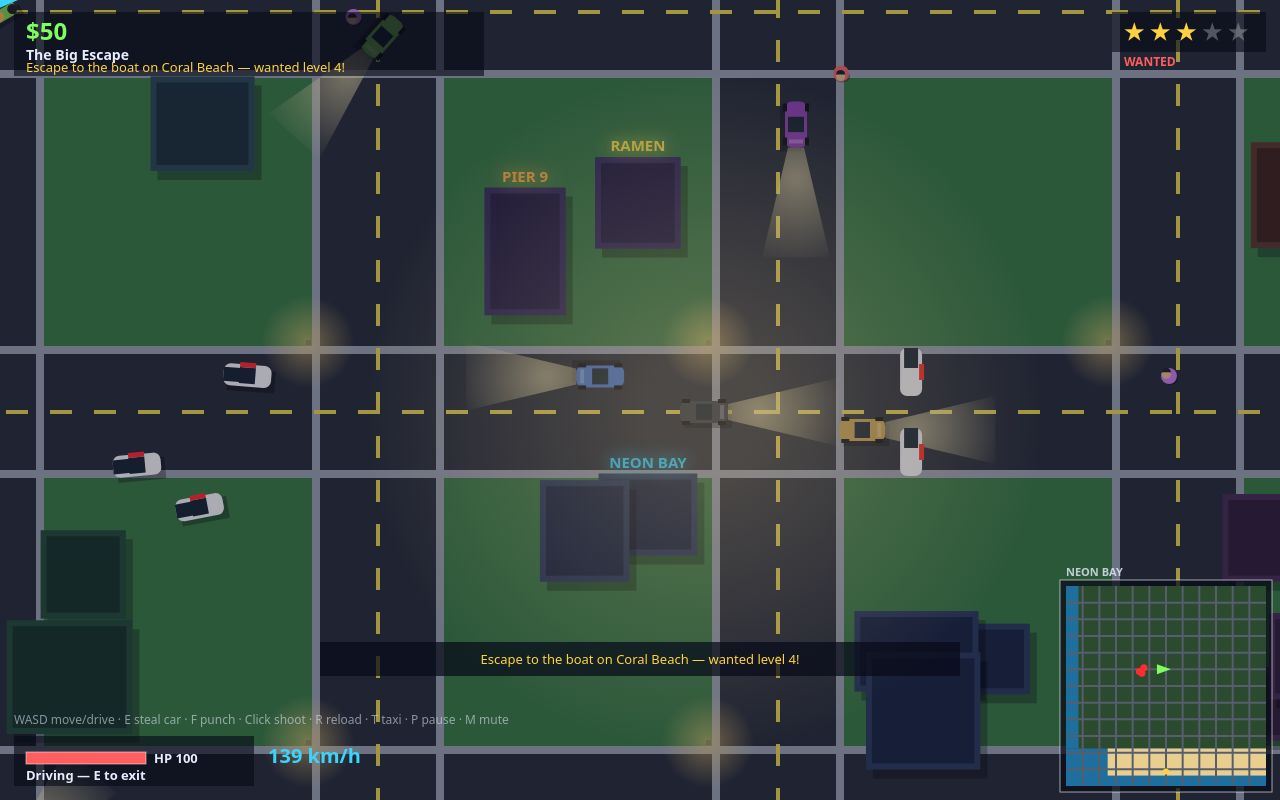 $50
The Big Escape
Escape to the boat on Coral Beach — wanted level 4!
★★★★★
WANTED
RAMEN
PIER 9
NEON BAY
NEON BAY
Escape to the boat on Coral Beach — wanted level 4!
WASD move/drive · E steal car · F punch · Click shoot · R reload · T taxi · P pause · M mute
HP 100
139 km/h
Driving — E to exit